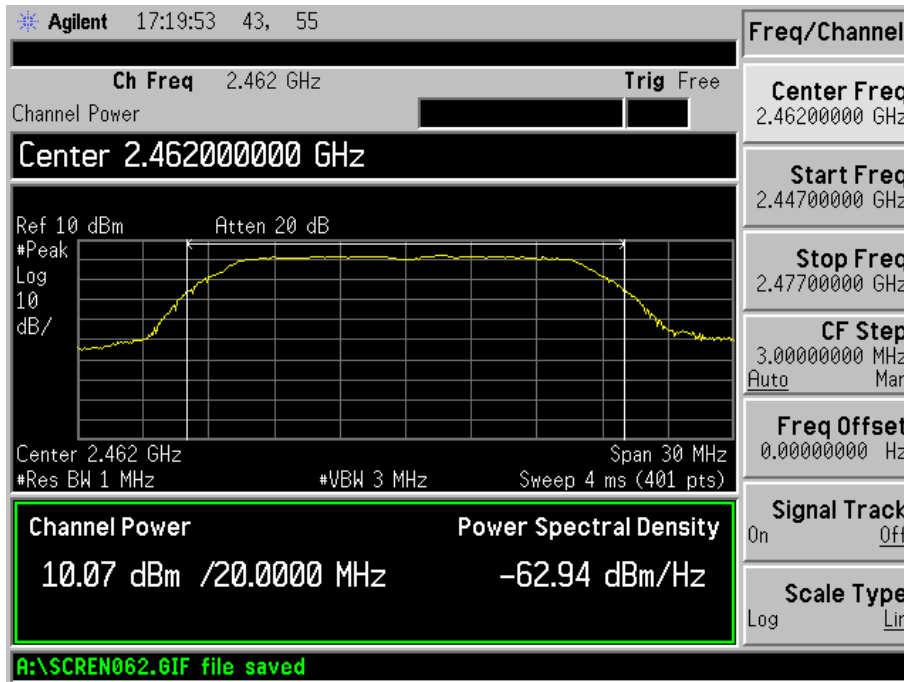 Agilent 17:19:53 43, 55
Freq/Channel
Ch Freq 2.462 GHz Trig Free
Channel Power
Center 2.462000000 GHz
Ref 10 dBm Atten 20 dB
#Peak
Log
10
dB/
Center 2.462 GHz Span 30 MHz
#Res BW 1 MHz #VBW 3 MHz Sweep 4 ms (401 pts)
Channel Power Power Spectral Density
10.07 dBm /20.0000 MHz -62.94 dBm/Hz
A:\SCREN062.GIF file saved
Center Freq
2.46200000 GHz
Start Freq
2.44700000 GHz
Stop Freq
2.47700000 GHz
CF Step
3.00000000 MHz
Auto Man
Freq Offset
0.00000000 Hz
Signal Track
On Off
Scale Type
Log Lin